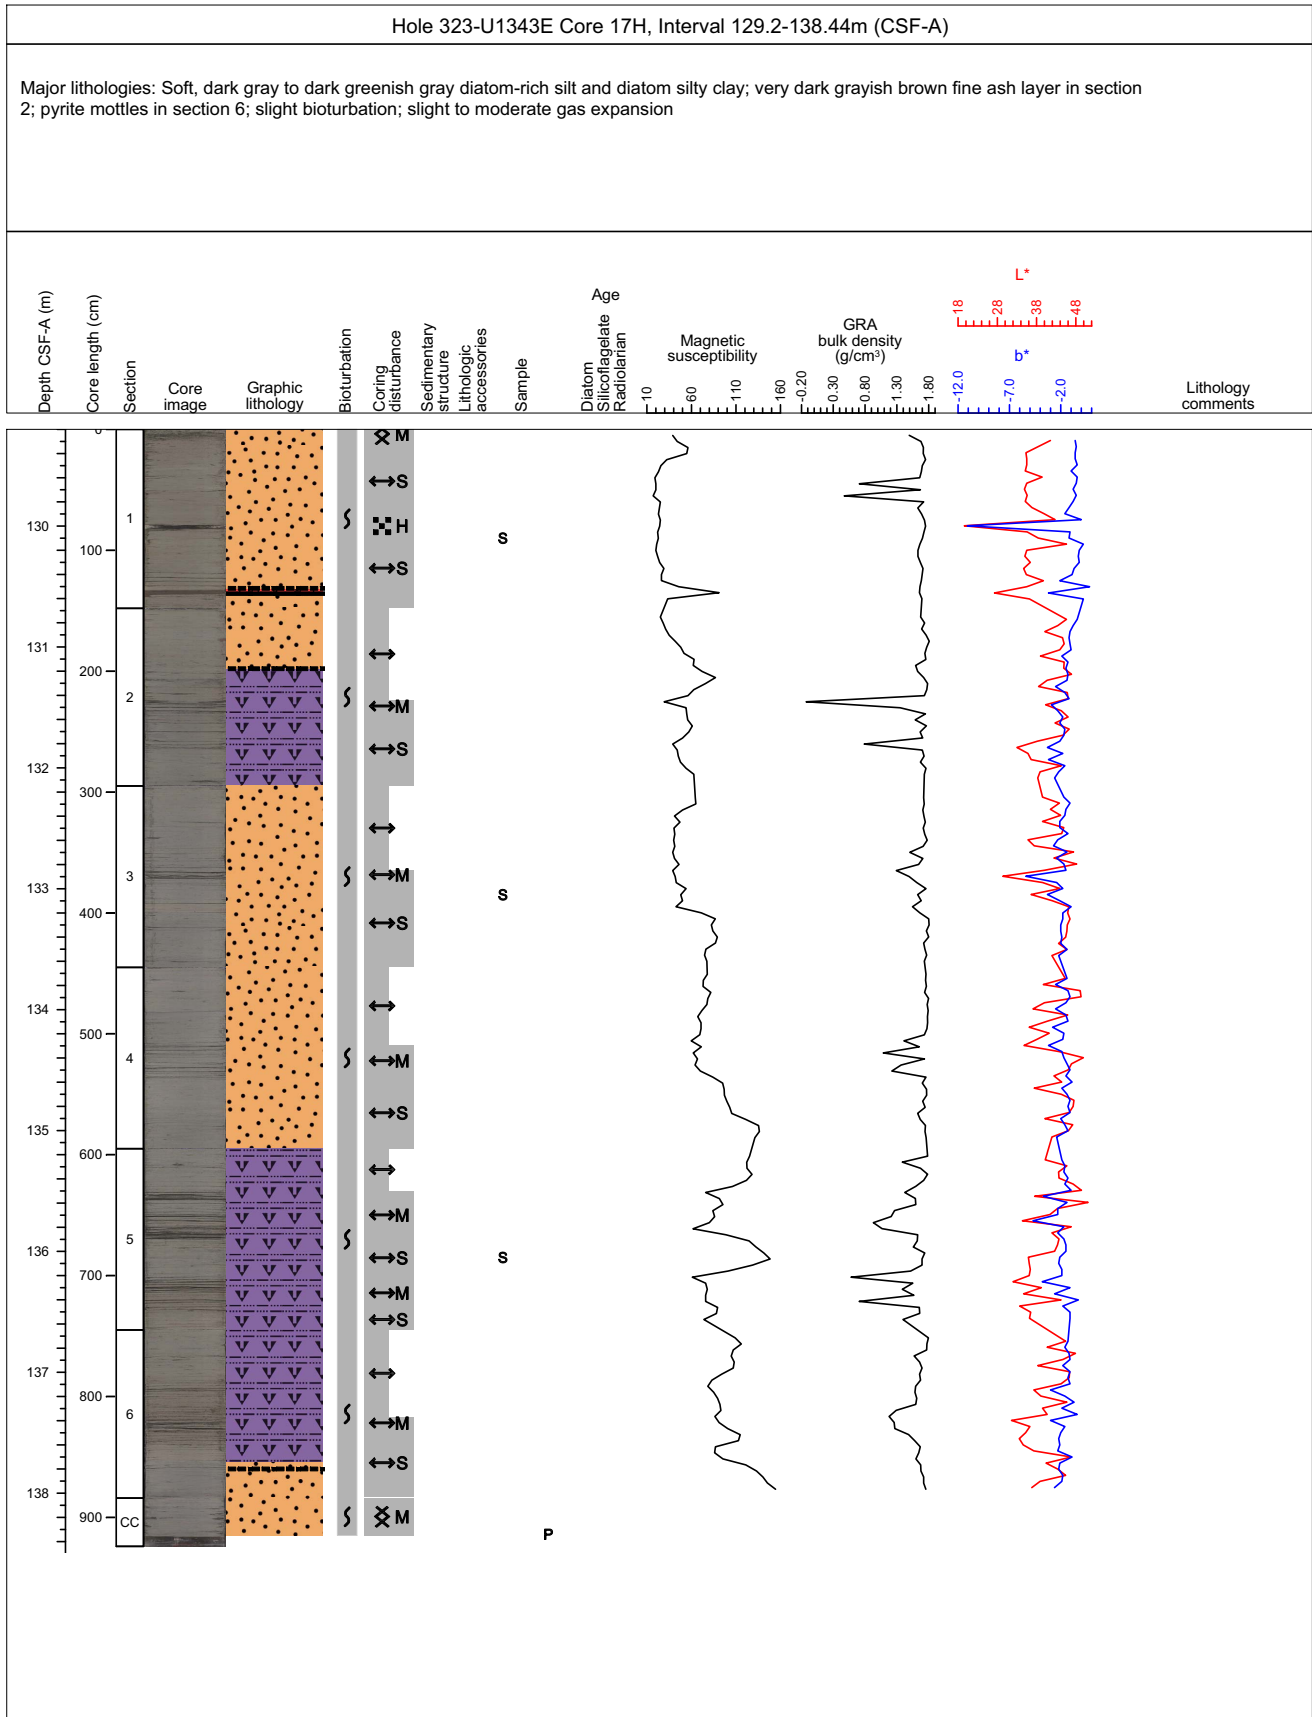 Hole 323-U1343E Core 17H, Interval 129.2-138.44m (CSF-A)
Major lithologies: Soft, dark gray to dark greenish gray diatom-rich silt and diatom silty clay; very dark grayish brown fine ash layer in section
2; pyrite mottles in section 6; slight bioturbation; slight to moderate gas expansion
Depth CSF-A (m)
Core length (cm)
Section
Core
image
Graphic
lithology
Bioturbation
Coring
disturbance
Sedimentary
structure
Lithologic
accessories
Sample
Age
Diatom
Silicoflagelate
Radiolarian
Magnetic
susceptibility
10 60 110 160
GRA
bulk density
(g/cm³)
-0.20 0.30 0.80 1.30 1.80
L*
18 28 38 48
b*
-12.0 -7.0 -2.0
Lithology
comments
0
M
S
1
130
H
S
100
S
131
200
2
M
S
132
300
3
M
133
S
400
S
134
500
4
M
S
135
600
M
5
136
S
S
700
M
S
137
800
6
M
S
138
900
CC
M
P